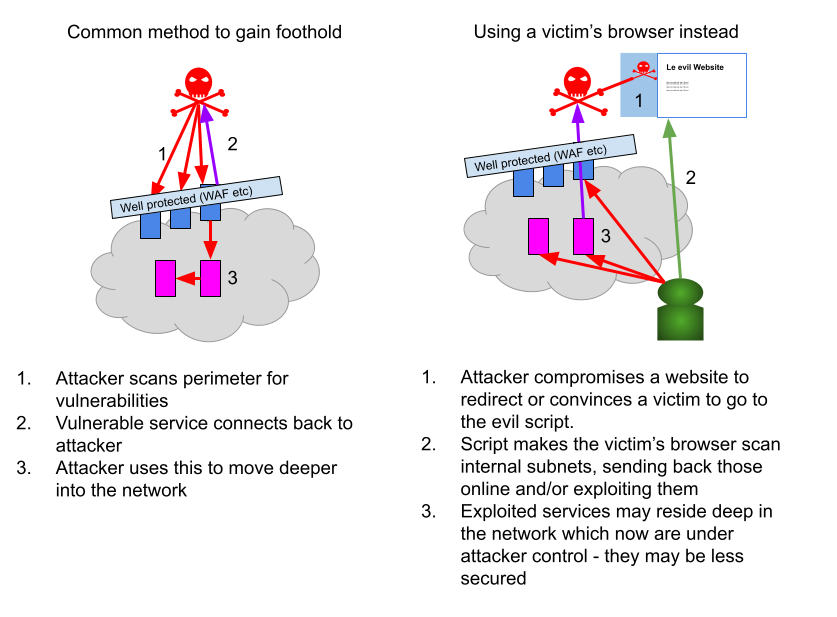 Common method to gain foothold
1
2
Well protected (WAF etc)
3
1. Attacker scans perimeter for
vulnerabilities
2. Vulnerable service connects back to
attacker
3. Attacker uses this to move deeper
into the network
Using a victim's browser instead
Le evil Website
1
Well protected (WAF etc)
2
3
1. Attacker compromises a website to
redirect or convinces a victim to go to
the evil script.
2. Script makes the victim's browser scan
internal subnets, sending back those
online and/or exploiting them
3. Exploited services may reside deep in
the network which now are under
attacker control - they may be less
secured